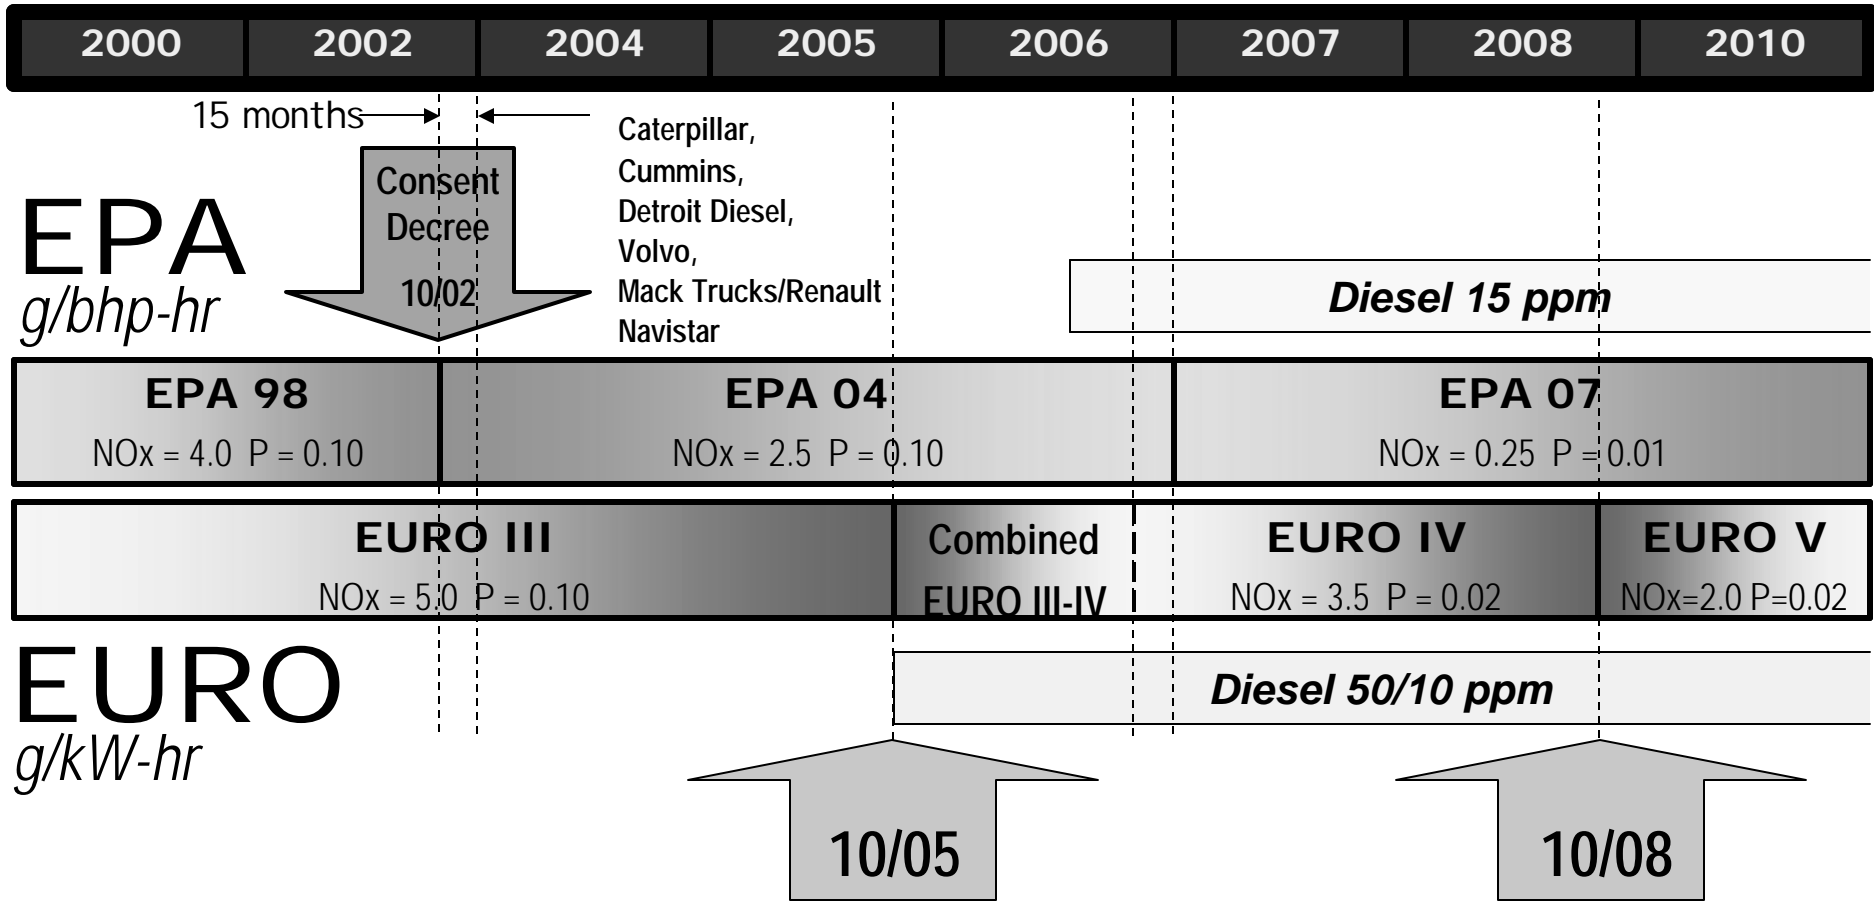 2000 2002 2004 2005 2006 2007 2008 2010
15 months
Consent
Decree
10/02
Caterpillar,
Cummins,
Detroit Diesel,
Volvo,
Mack Trucks/Renault
Navistar
EPA
g/bhp-hr
Diesel 15 ppm
EPA 98
NOx = 4.0 P = 0.10
EPA 04
NOx = 2.5 P = 0.10
EPA 07
NOx = 0.25 P = 0.01
EURO III
NOx = 5.0 P = 0.10
Combined
EURO III-IV
EURO IV
NOx = 3.5 P = 0.02
EURO V
NOx=2.0 P=0.02
EURO
g/kW-hr
Diesel 50/10 ppm
10/05
10/08